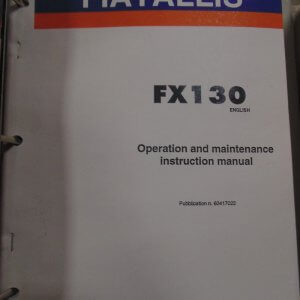 FIATALLIS
FX130
ENGLISH
Operation and maintenance
instruction manual
Pubblication n. 60417022